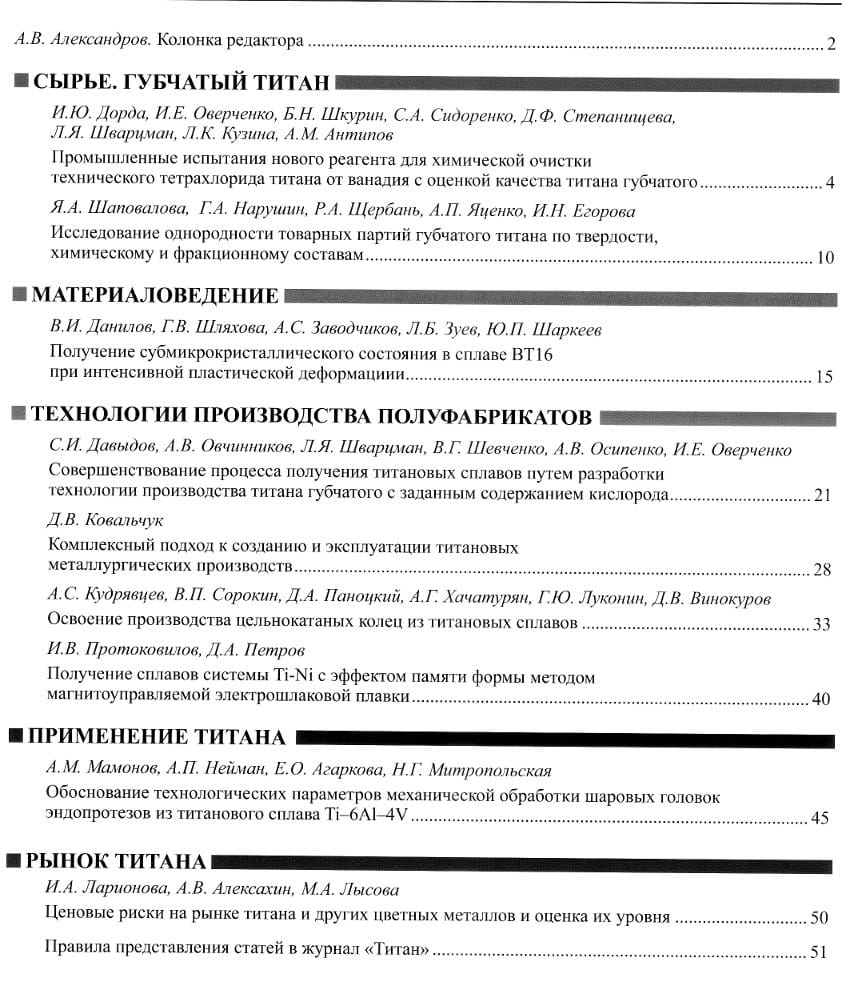 А.В. Александров. Колонка редактора ... 2
СЫРЬЕ. ГУБЧАТЫЙ ТИТАН
И.Ю. Дорда, И.Е. Оверченко, Б.Н. Шкурин, С.А. Сидоренко, Д.Ф. Степанищева,
Л.Я. Шварцман, Л.К. Кузина, А.М. Антипов
Промышленные испытания нового реагента для химической очистки
технического тетрахлорида титана от ванадия с оценкой качества титана губчатого ... 4
Я.А. Шаповалова, Г.А. Нарушин, Р.А. Щербань, А.П. Яценко, И.Н. Егорова
Исследование однородности товарных партий губчатого титана по твердости,
химическому и фракционному составам ... 10
МАТЕРИАЛОВЕДЕНИЕ
В.И. Данилов, Г.В. Шляхова, А.С. Заводчиков, Л.Б. Зуев, Ю.П. Шаркеев
Получение субмикрокристаллического состояния в сплаве ВТ16
при интенсивной пластической деформациии ... 15
ТЕХНОЛОГИИ ПРОИЗВОДСТВА ПОЛУФАБРИКАТОВ
С.И. Давыдов, А.В. Овчинников, Л.Я. Шварцман, В.Г. Шевченко, А.В. Осипенко, И.Е. Оверченко
Совершенствование процесса получения титановых сплавов путем разработки
технологии производства титана губчатого с заданным содержанием кислорода ... 21
Д.В. Ковальчук
Комплексный подход к созданию и эксплуатации титановых
металлургических производств ... 28
А.С. Кудрявцев, В.П. Сорокин, Д.А. Паноцкий, А.Г. Хачатурян, Г.Ю. Луконин, Д.В. Винокуров
Освоение производства цельнокатаных колец из титановых сплавов ... 33
И.В. Протоковилов, Д.А. Петров
Получение сплавов системы Ti-Ni с эффектом памяти формы методом
магнитоуправляемой электрошлаковой плавки ... 40
ПРИМЕНЕНИЕ ТИТАНА
А.М. Мамонов, А.П. Нейман, Е.О. Агаркова, Н.Г. Митропольская
Обоснование технологических параметров механической обработки шаровых головок
эндопротезов из титанового сплава Ti–6Al–4V ... 45
РЫНОК ТИТАНА
И.А. Ларионова, А.В. Алексахин, М.А. Лысова
Ценовые риски на рынке титана и других цветных металлов и оценка их уровня ... 50
Правила представления статей в журнал «Титан» ... 51